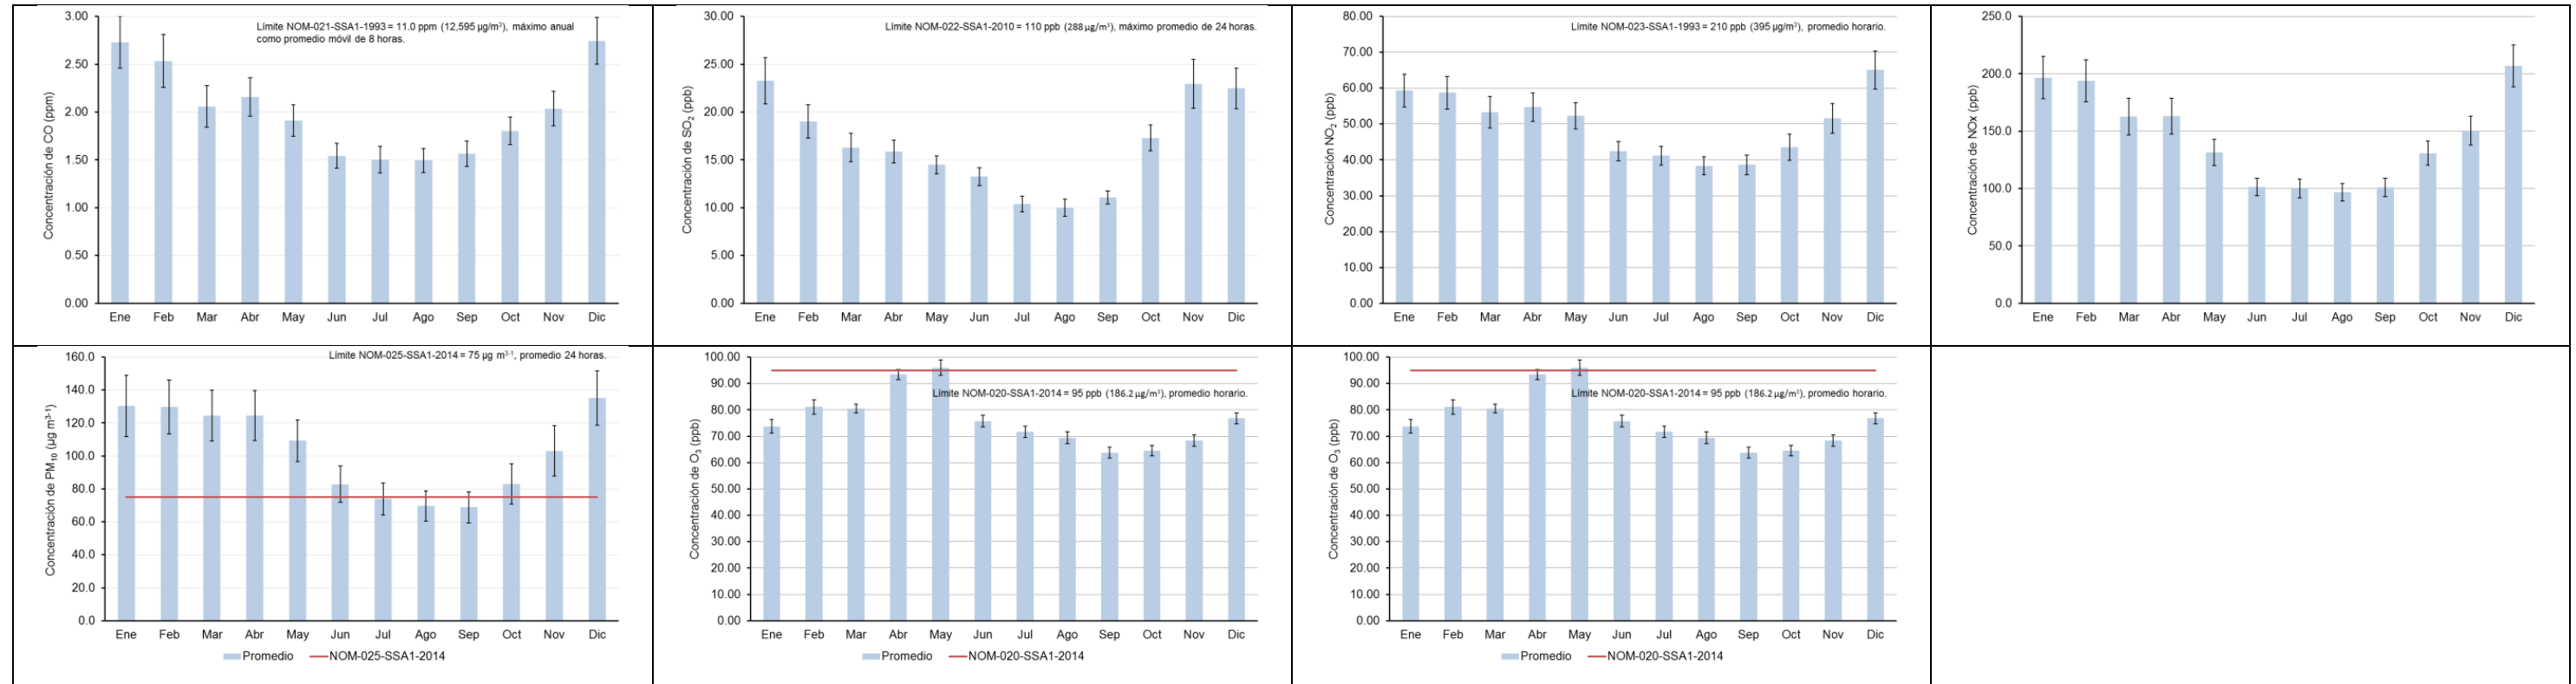 Límite NOM-021-SSA1-1993 = 11.0 ppm (12,595 µg/m³), máximo anual
como promedio móvil de 8 horas.
Concentración de CO (ppm)
3.00
2.50
2.00
1.50
1.00
0.50
0.00
Ene Feb Mar Abr May Jun Jul Ago Sep Oct Nov Dic
Límite NOM-022-SSA1-2010 = 110 ppb (288 µg/m³), máximo promedio de 24 horas.
Concentración de SO₂ (ppb)
30.00
25.00
20.00
15.00
10.00
5.00
0.00
Ene Feb Mar Abr May Jun Jul Ago Sep Oct Nov Dic
Límite NOM-023-SSA1-1993 = 210 ppb (395 µg/m³), promedio horario.
Concentración NO₂ (ppb)
80.00
70.00
60.00
50.00
40.00
30.00
20.00
10.00
0.00
Ene Feb Mar Abr May Jun Jul Ago Sep Oct Nov Dic
Concentración de NOx (ppb)
250.0
200.0
150.0
100.0
50.0
0.0
Ene Feb Mar Abr May Jun Jul Ago Sep Oct Nov Dic
Límite NOM-025-SSA1-2014 = 75 µg m³⁻¹, promedio 24 horas.
Concentración de PM₁₀ (µg m³⁻¹)
160.0
140.0
120.0
100.0
80.0
60.0
40.0
20.0
0.0
Ene Feb Mar Abr May Jun Jul Ago Sep Oct Nov Dic
Promedio NOM-025-SSA1-2014
Límite NOM-020-SSA1-2014 = 95 ppb (186.2 µg/m³), promedio horario.
Concentración de O₃ (ppb)
100.00
90.00
80.00
70.00
60.00
50.00
40.00
30.00
20.00
10.00
0.00
Ene Feb Mar Abr May Jun Jul Ago Sep Oct Nov Dic
Promedio NOM-020-SSA1-2014
Límite NOM-020-SSA1-2014 = 95 ppb (186.2 µg/m³), promedio horario.
Concentración de O₃ (ppb)
100.00
90.00
80.00
70.00
60.00
50.00
40.00
30.00
20.00
10.00
0.00
Ene Feb Mar Abr May Jun Jul Ago Sep Oct Nov Dic
Promedio NOM-020-SSA1-2014